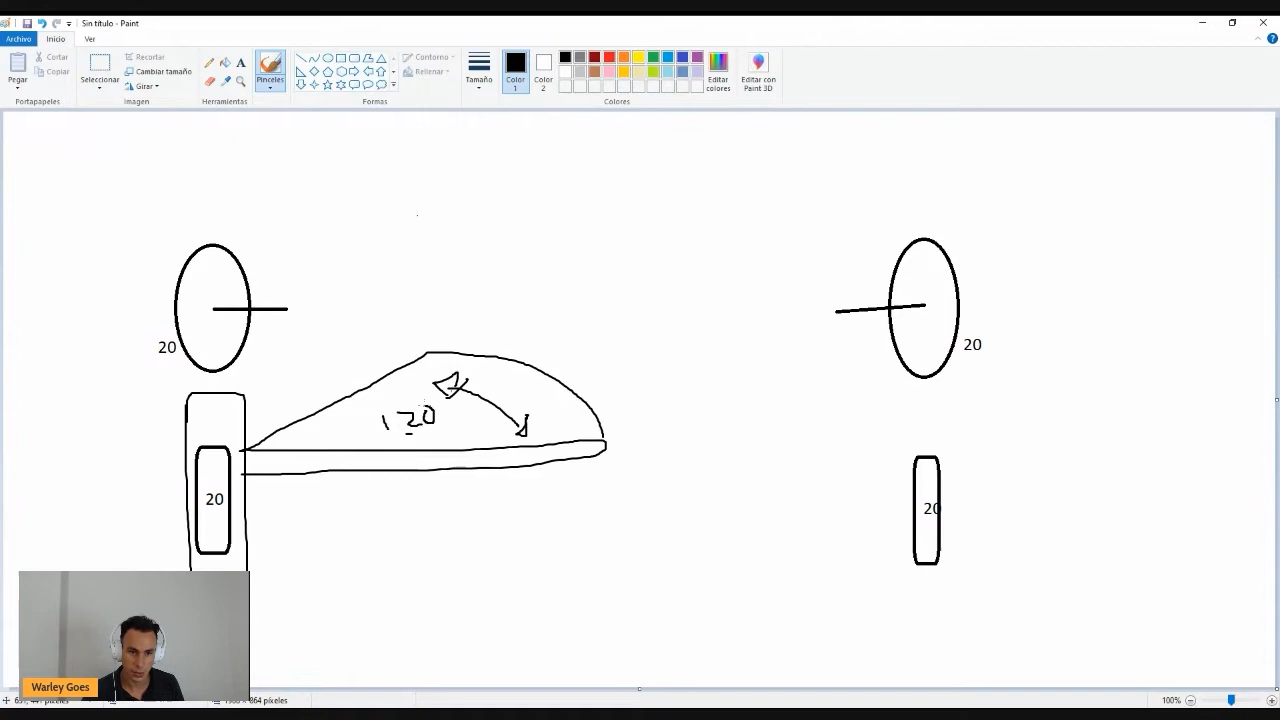 Sin título - Paint
Archivo
Inicio
Ver
Pegar
Cortar
Copiar
Portapapeles
Seleccionar
Recortar
Cambiar tamaño
Girar
Imagen
A
Herramientas
Pinceles
Contorno
Rellenar
Formas
Tamaño
Color
1
Color
2
Editar
colores
Editar con
Paint 3D
Colores
20
20
120
20
20
Warley Goes
864 píxeles
100%